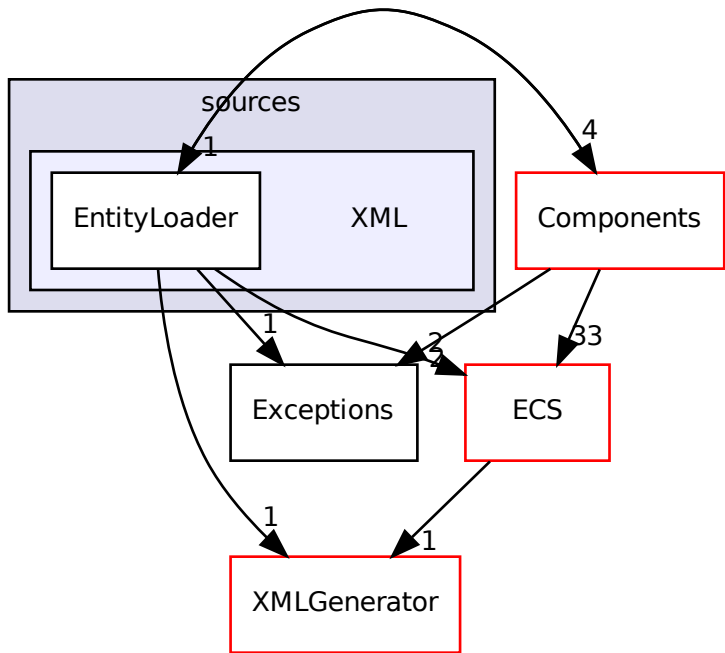 sources
4
1
EntityLoader
XML
Components
1
2
2
33
Exceptions
ECS
1
1
XMLGenerator